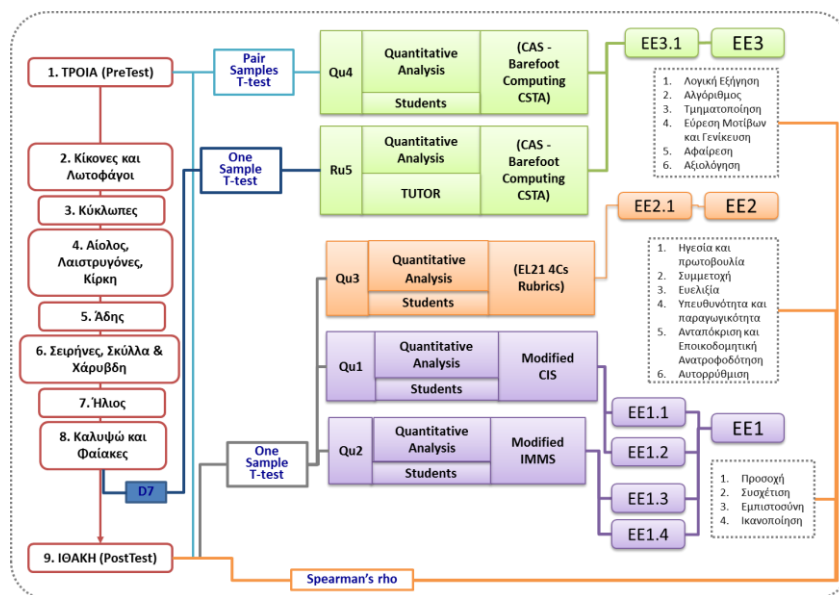 1. ΤΡΟΙΑ (PreTest)
2. Κίκονες και
Λωτοφάγοι
3. Κύκλωπες
4. Αίολος,
Λαιστρυγόνες,
Κίρκη
5. Άδης
6. Σειρήνες, Σκύλλα &
Χάρυβδη
7. Ήλιος
8. Καλυψώ και
Φαίακες
D7
9. ΙΘΑΚΗ (PostTest)
Pair
Samples
T-test
One
Sample
T-test
One
Sample
T-test
Spearman's rho
Qu4
Quantitative
Analysis
Students
(CAS -
Barefoot
Computing
CSTA)
Ru5
Quantitative
Analysis
TUTOR
(CAS -
Barefoot
Computing
CSTA)
Qu3
Quantitative
Analysis
Students
(EL21 4Cs
Rubrics)
Qu1
Quantitative
Analysis
Students
Modified
CIS
Qu2
Quantitative
Analysis
Students
Modified
IMMS
EE3.1
EE3
1. Λογική Εξήγηση
2. Αλγόριθμος
3. Τμηματοποίηση
4. Εύρεση Μοτίβων
και Γενίκευση
5. Αφαίρεση
6. Αξιολόγηση
EE2.1
EE2
1. Ηγεσία και
πρωτοβουλία
2. Συμμετοχή
3. Ευελιξία
4. Υπευθυνότητα και
παραγωγικότητα
5. Ανταπόκριση και
Εποικοδομητική
Ανατροφοδότηση
6. Αυτορρύθμιση
EE1.1
EE1.2
EE1.3
EE1.4
EE1
1. Προσοχή
2. Συσχέτιση
3. Εμπιστοσύνη
4. Ικανοποίηση